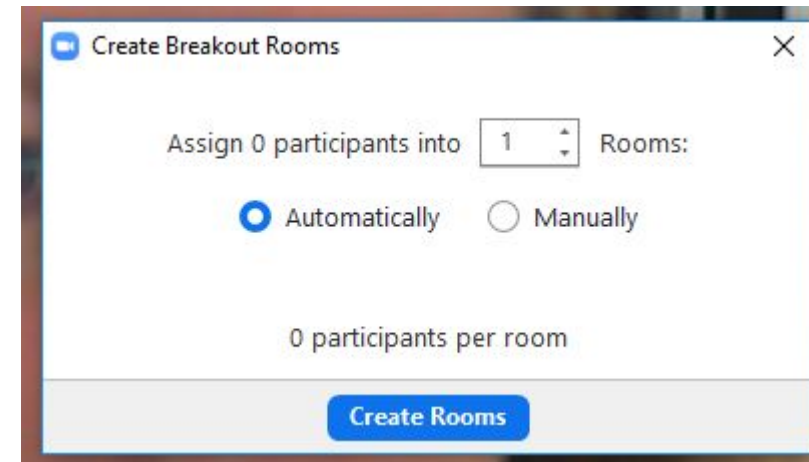 Create Breakout Rooms
Assign 0 participants into 1 Rooms:
Automatically Manually
0 participants per room
Create Rooms